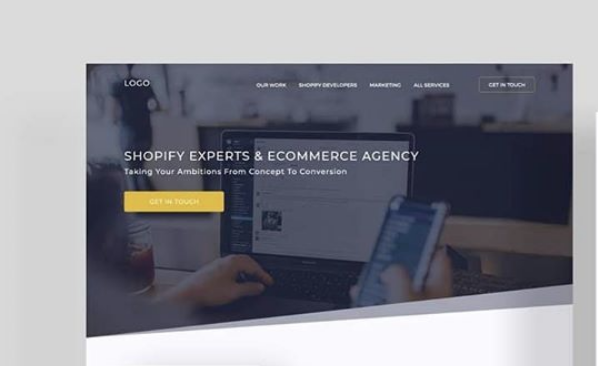 LOGO
OUR WORK SHOPIFY DEVELOPERS MARKETING ALL SERVICES GET IN TOUCH
SHOPIFY EXPERTS & ECOMMERCE AGENCY
Taking Your Ambitions From Concept To Conversion
GET IN TOUCH